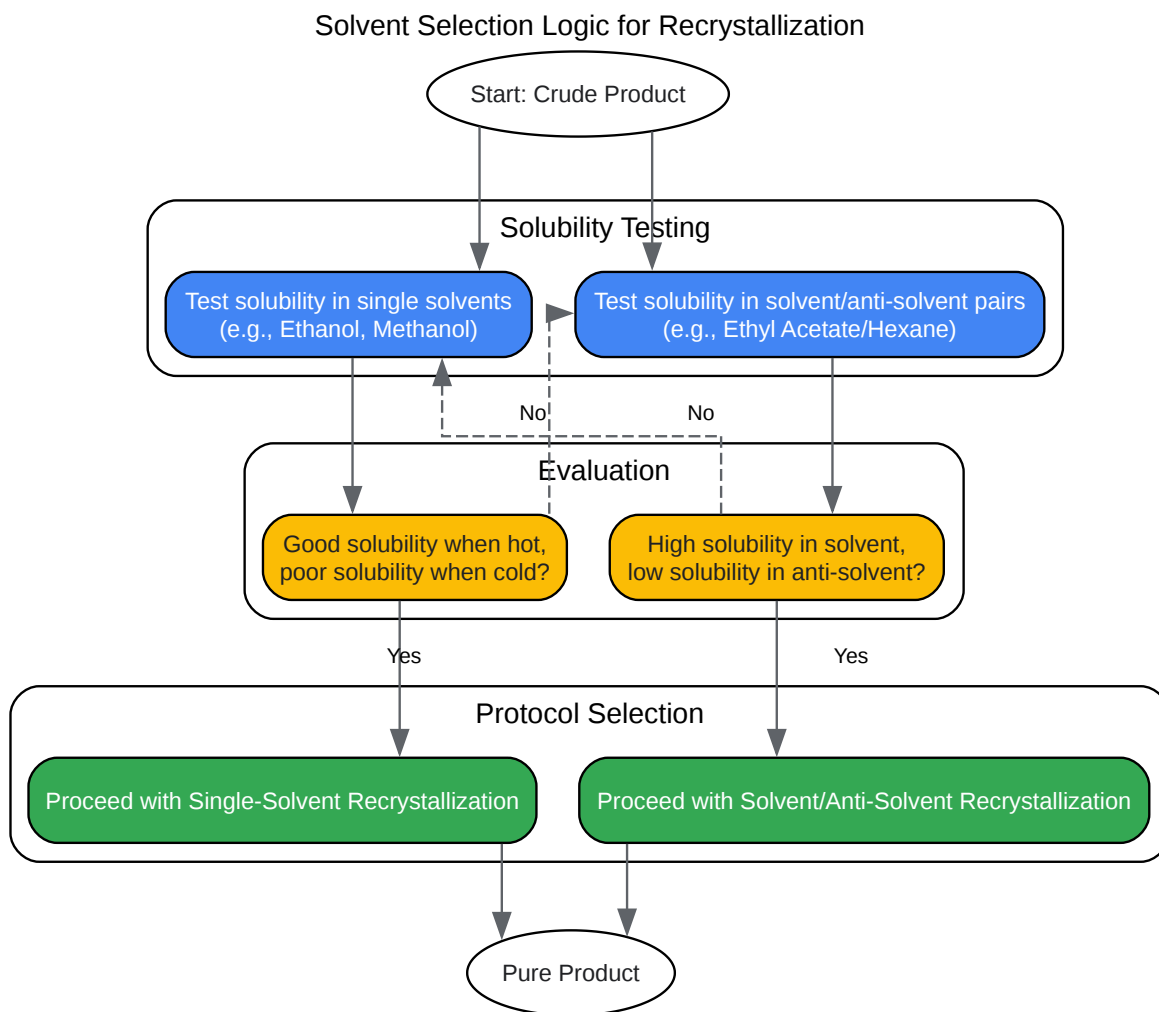 Solvent Selection Logic for Recrystallization
Start: Crude Product
Solubility Testing
Test solubility in single solvents
(e.g., Ethanol, Methanol)
Test solubility in solvent/anti-solvent pairs
(e.g., Ethyl Acetate/Hexane)
No
No
Evaluation
Good solubility when hot,
poor solubility when cold?
High solubility in solvent,
low solubility in anti-solvent?
Yes
Yes
Protocol Selection
Proceed with Single-Solvent Recrystallization
Proceed with Solvent/Anti-Solvent Recrystallization
Pure Product